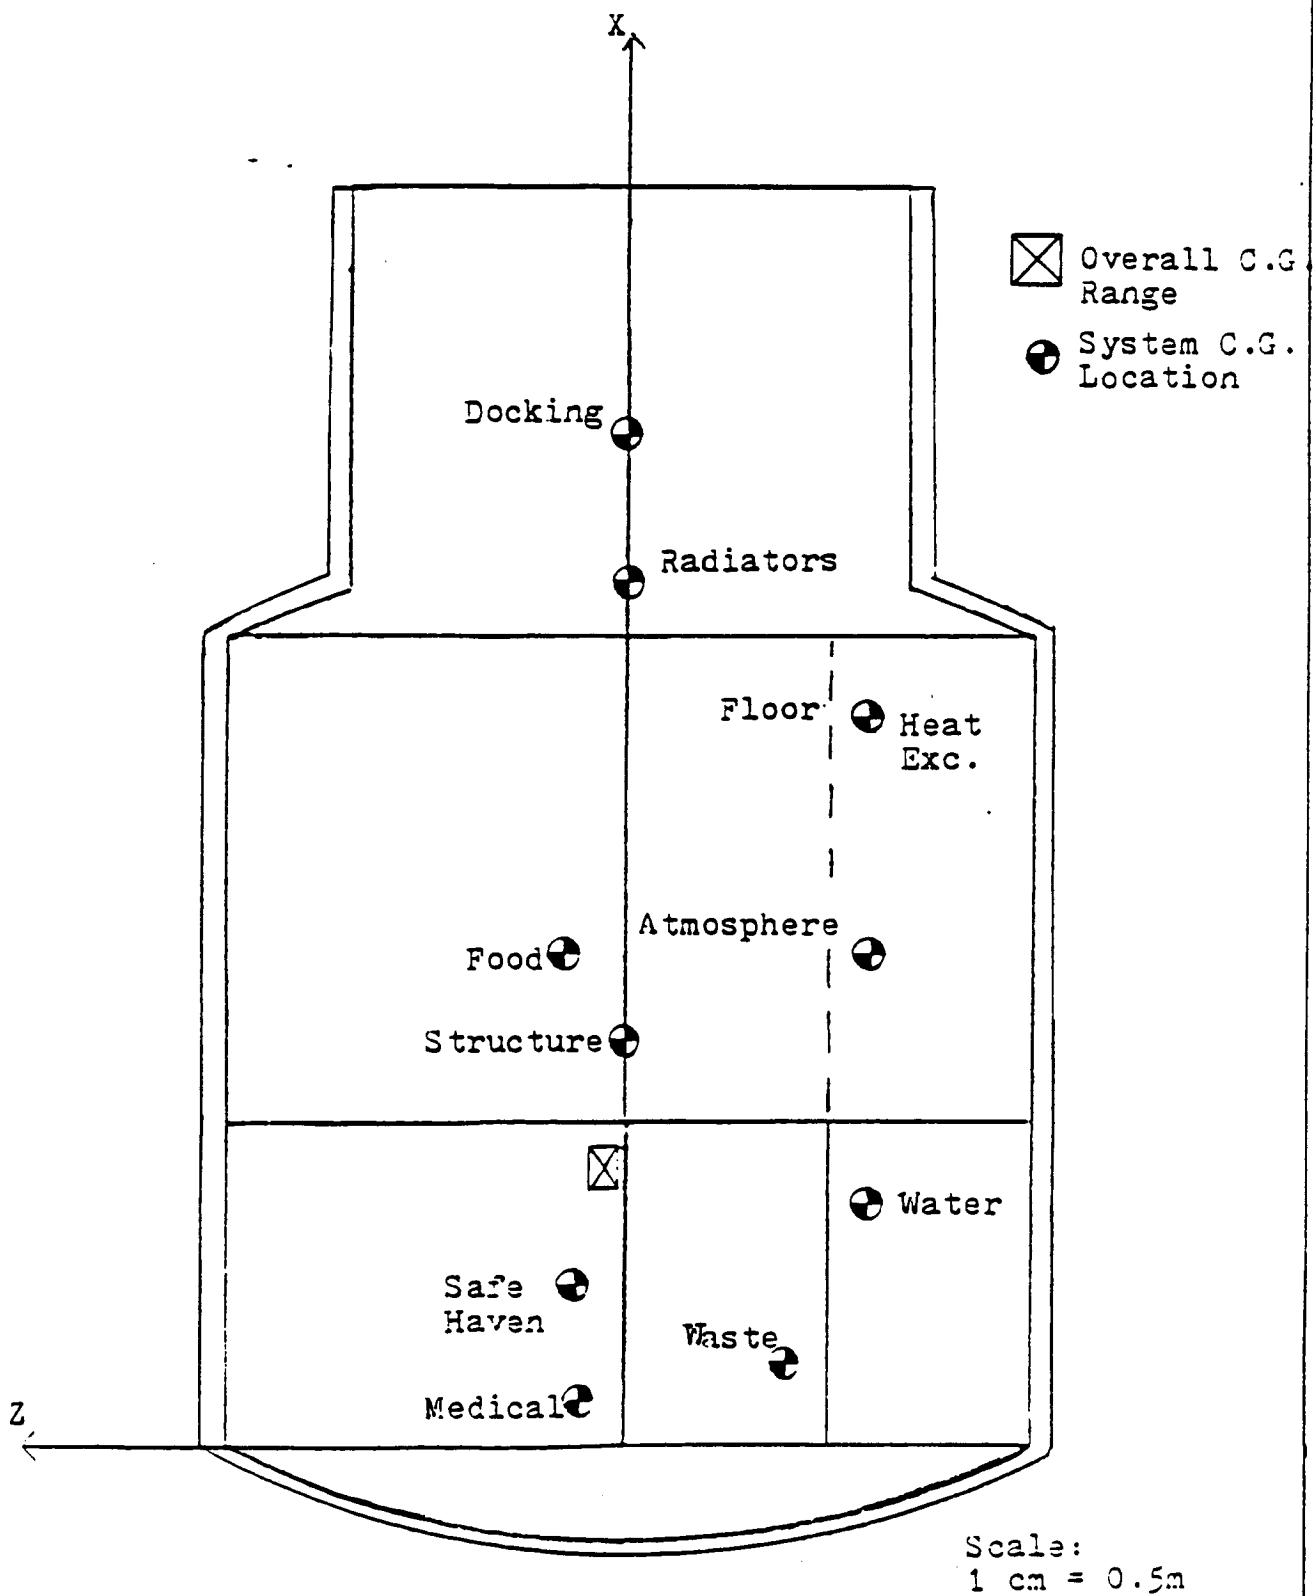 X
Overall C.G.
Range
System C.G.
Location
Docking
Radiators
Floor
Heat
Exc.
Atmosphere
Food
Structure
Water
Safe
Haven
Waste
Medical
Z
Scale:
1 cm = 0.5m